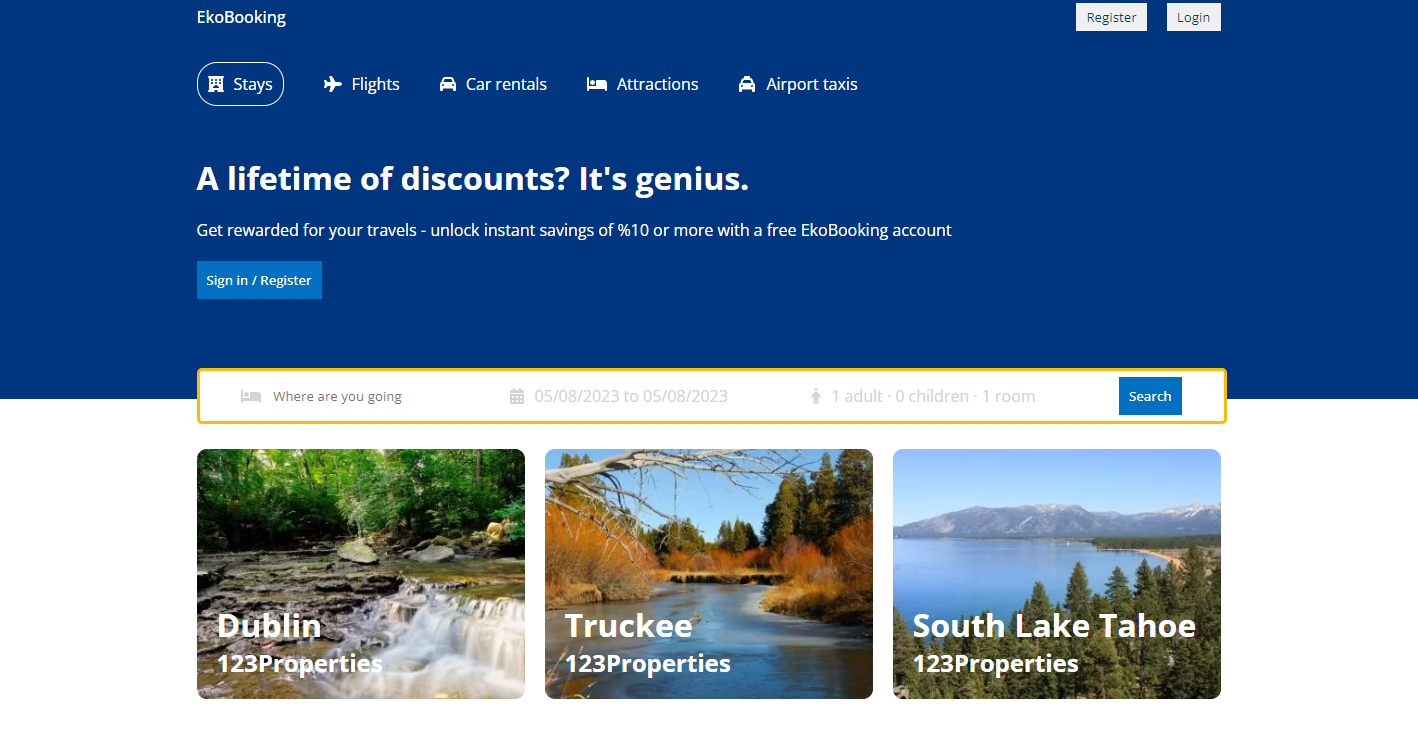 EkoBooking
Register
Login
Stays
Flights
Car rentals
Attractions
Airport taxis
A lifetime of discounts? It's genius.
Get rewarded for your travels - unlock instant savings of %10 or more with a free EkoBooking account
Sign in / Register
Where are you going
05/08/2023 to 05/08/2023
1 adult · 0 children · 1 room
Search
Dublin
123Properties
Truckee
123Properties
South Lake Tahoe
123Properties